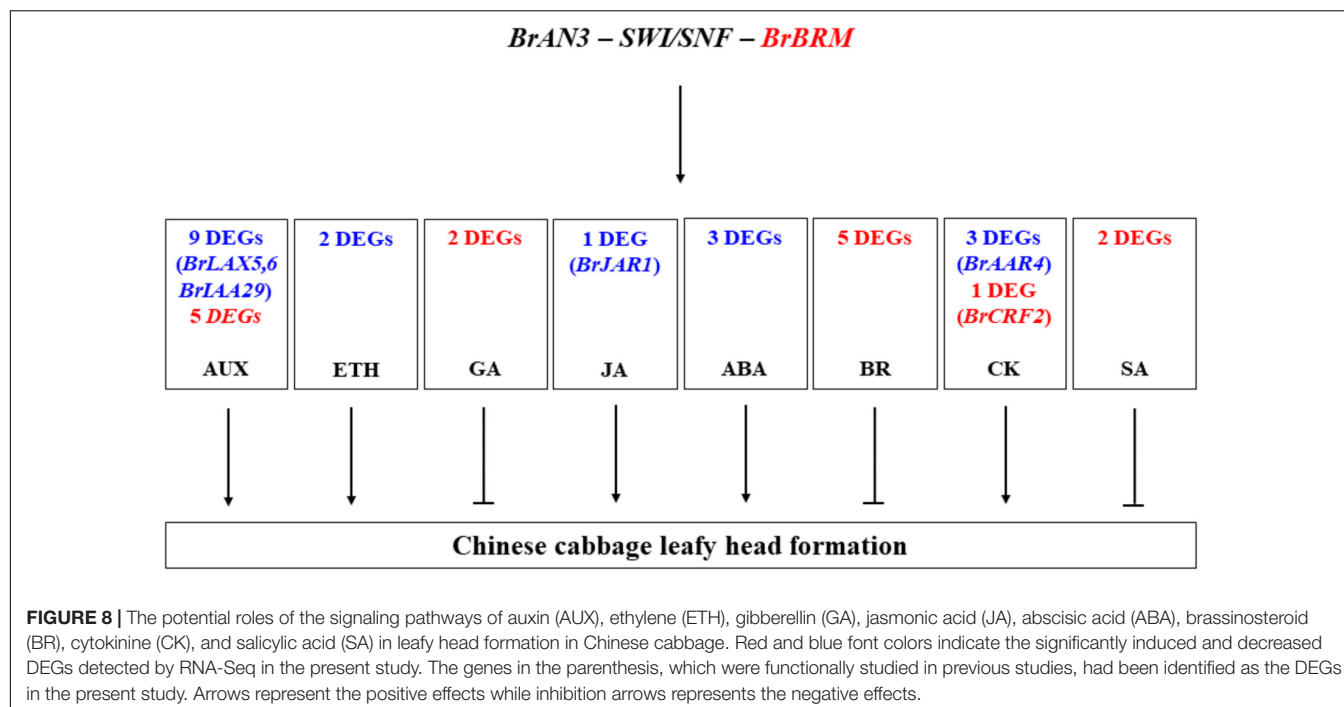 BrAN3 – SWI/SNF – BrBRM
9 DEGs
(BrLAX5,6
BrIAA29)
5 DEGs
AUX
2 DEGs
ETH
2 DEGs
GA
1 DEG
(BrJAR1)
JA
3 DEGs
ABA
5 DEGs
BR
3 DEGs
(BrAAR4)
1 DEG
(BrCRF2)
CK
2 DEGs
SA
Chinese cabbage leafy head formation
FIGURE 8 | The potential roles of the signaling pathways of auxin (AUX), ethylene (ETH), gibberellin (GA), jasmonic acid (JA), abscisic acid (ABA), brassinosteroid
(BR), cytokinine (CK), and salicylic acid (SA) in leafy head formation in Chinese cabbage. Red and blue font colors indicate the significantly induced and decreased
DEGs detected by RNA-Seq in the present study. The genes in the parenthesis, which were functionally studied in previous studies, had been identified as the DEGs
in the present study. Arrows represent the positive effects while inhibition arrows represents the negative effects.